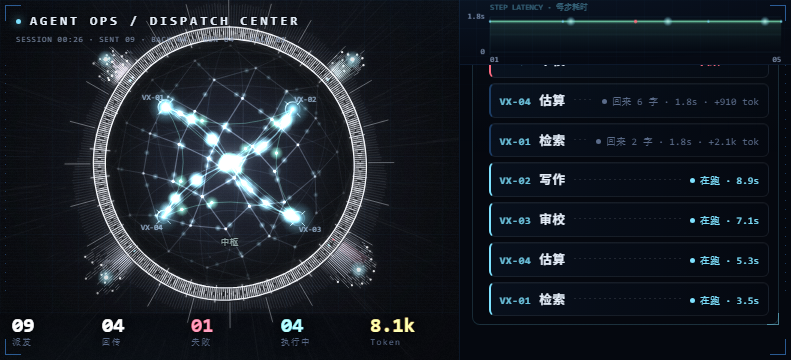 AGENT OPS / DISPATCH CENTER
SESSION 00:26 · SENT 09 ·
VX-01
VX-02
VX-04
VX-03
中枢
09
派发
04
回传
01
失败
04
执行中
8.1k
Token
STEP LATENCY · 每步耗时
1.8s
0
01
05
VX-04 估算 回来 6 字 · 1.8s · +910 tok
VX-01 检索 回来 2 字 · 1.8s · +2.1k tok
VX-02 写作 在跑 · 8.9s
VX-03 审校 在跑 · 7.1s
VX-04 估算 在跑 · 5.3s
VX-01 检索 在跑 · 3.5s